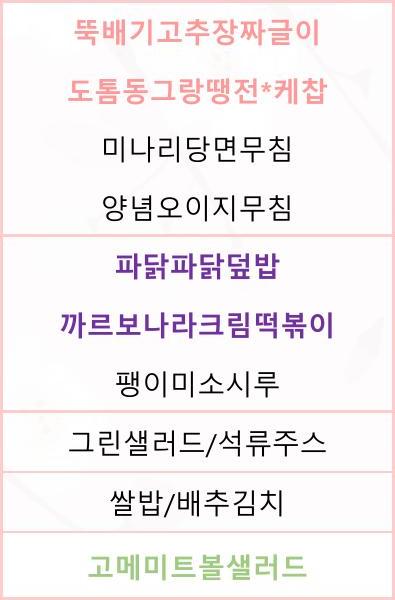 뚝배기고추장짜글이
도톰동그랑땡전*케찹
미나리당면무침
양념오이지무침
파닭파닭덮밥
까르보나라크림떡볶이
팽이미소시루
그린샐러드/석류주스
쌀밥/배추김치
고메미트볼샐러드